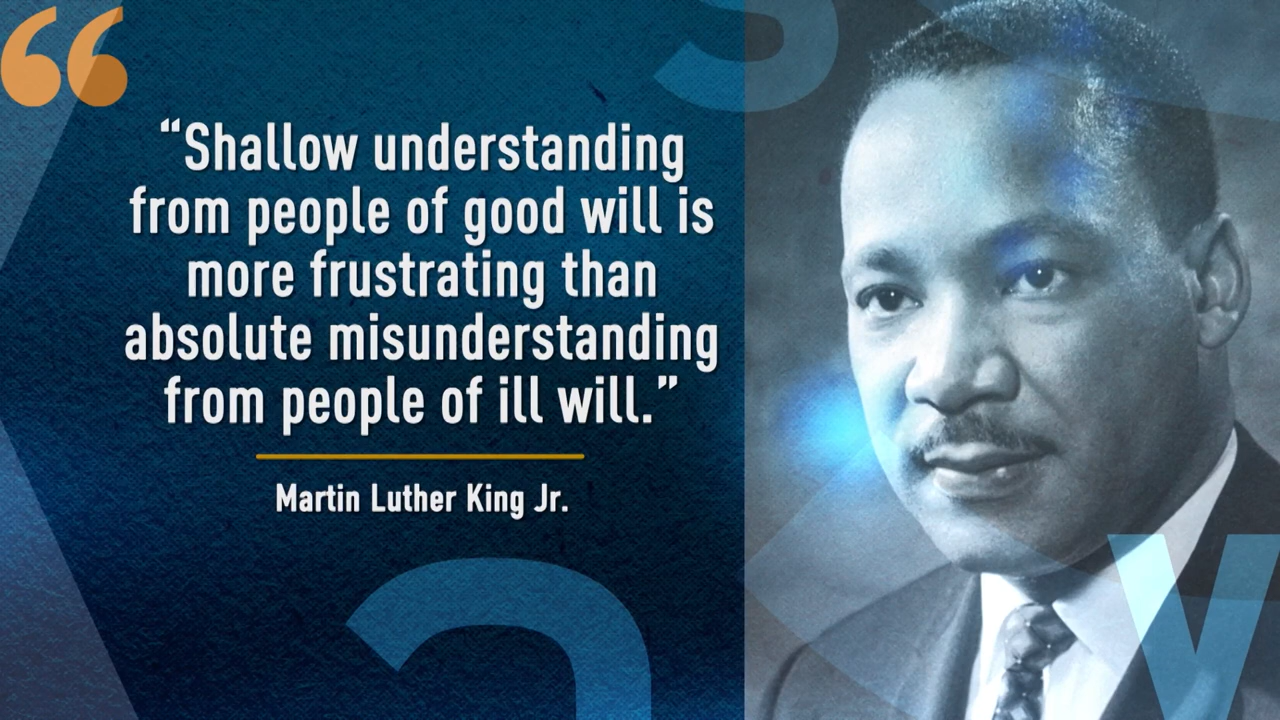 “Shallow understanding
from people of good will is
more frustrating than
absolute misunderstanding
from people of ill will.”
Martin Luther King Jr.